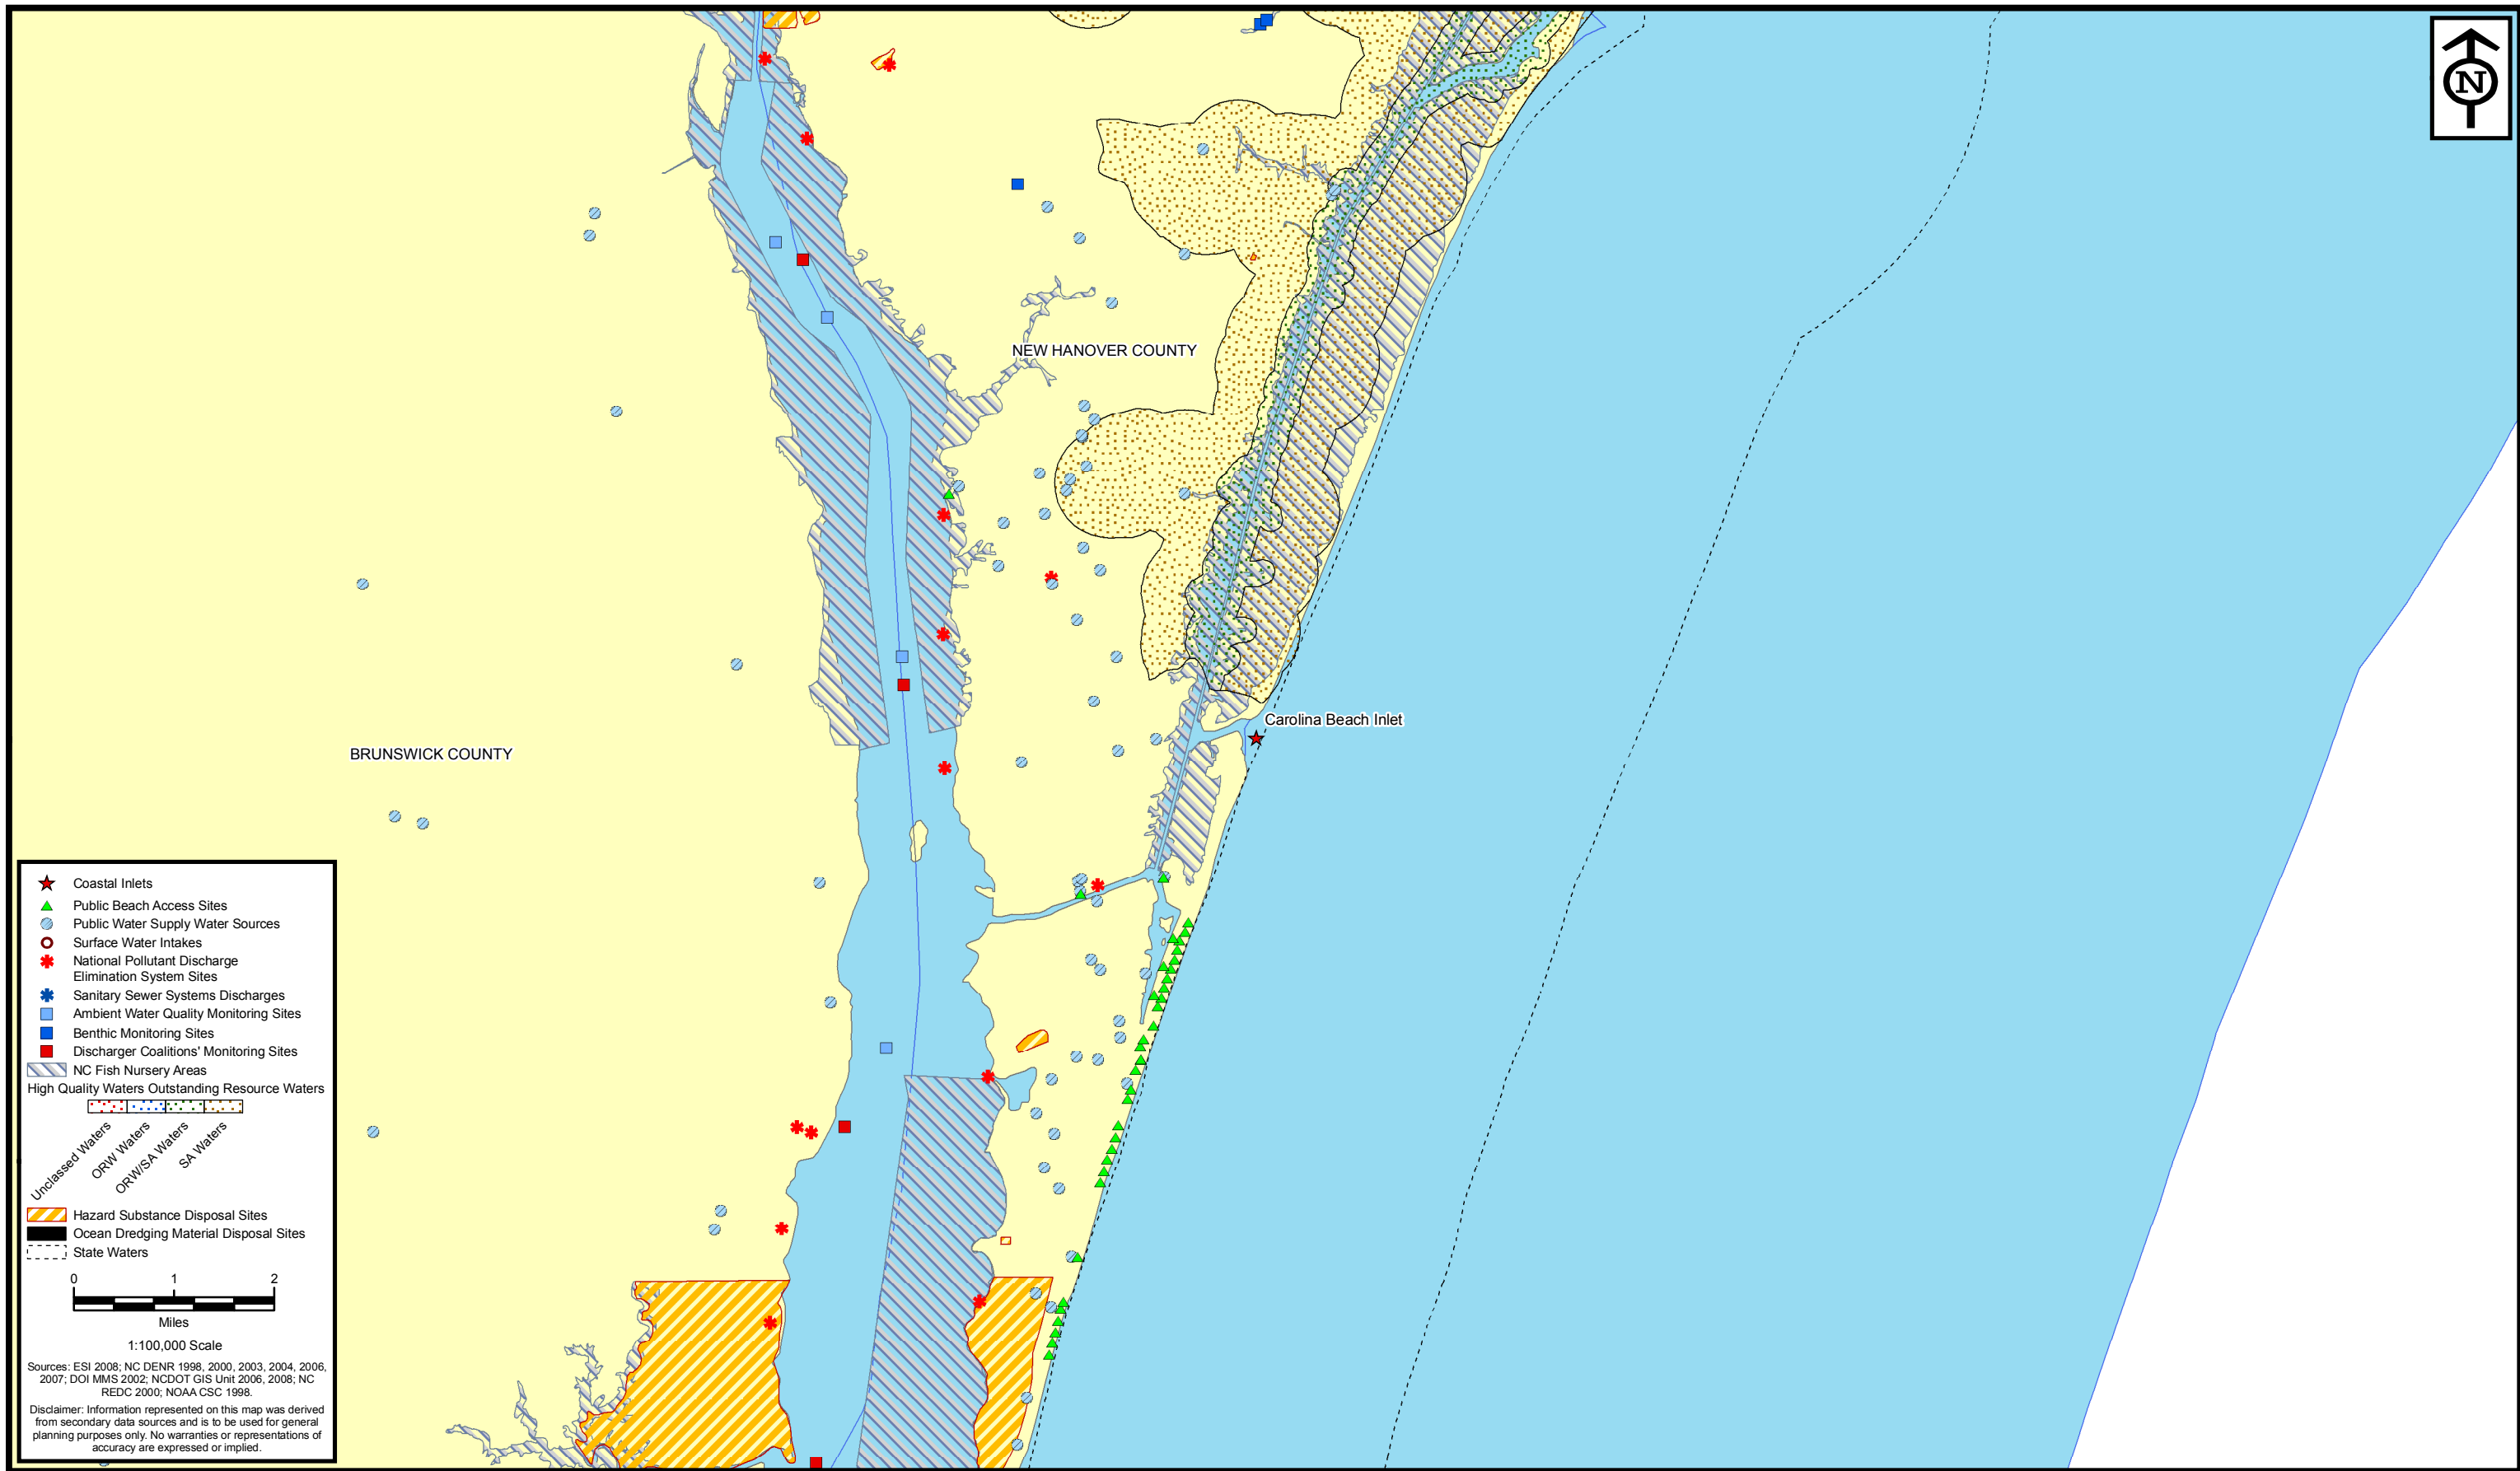 N
NEW HANOVER COUNTY
Carolina Beach Inlet
BRUNSWICK COUNTY
Coastal Inlets
Public Beach Access Sites
Public Water Supply Water Sources
Surface Water Intakes
National Pollutant Discharge
Elimination System Sites
Sanitary Sewer Systems Discharges
Ambient Water Quality Monitoring Sites
Benthic Monitoring Sites
Discharger Coalitions' Monitoring Sites
NC Fish Nursery Areas
High Quality Waters Outstanding Resource Waters
Unclassed Waters
ORW Waters
ORW/SA Waters
SA Waters
Hazard Substance Disposal Sites
Ocean Dredging Material Disposal Sites
State Waters
0 1 2
Miles
1:100,000 Scale
Sources: ESI 2008; NC DENR 1998, 2000, 2003, 2004, 2006,
2007; DOI MMS 2002; NCDOT GIS Unit 2006, 2008; NC
REDC 2000; NOAA CSC 1998.
Disclaimer: Information represented on this map was derived
from secondary data sources and is to be used for general
planning purposes only. No warranties or representations of
accuracy are expressed or implied.